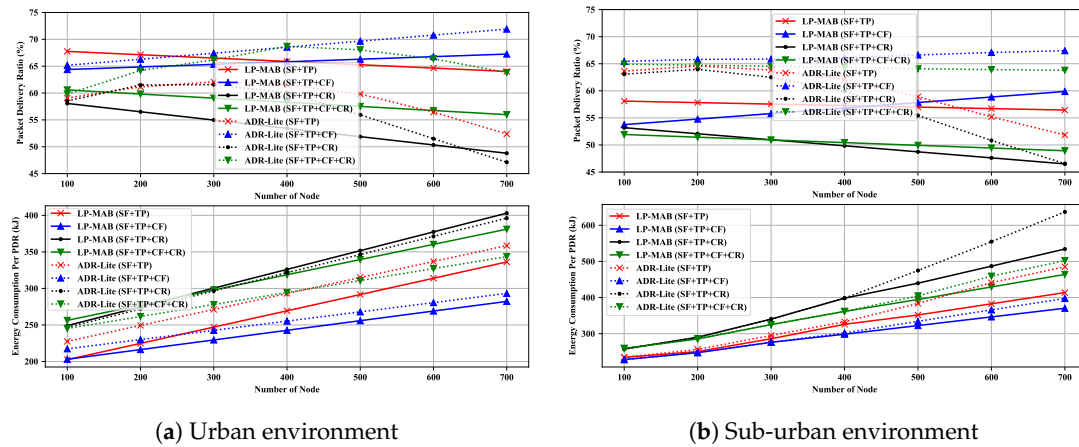 Packet Delivery Ratio (%)
75
70
65
60
55
50
45
LP-MAB (SF+TP)
LP-MAB (SF+TP+CF)
LP-MAB (SF+TP+CR)
LP-MAB (SF+TP+CF+CR)
ADR-Lite (SF+TP)
ADR-Lite (SF+TP+CF)
ADR-Lite (SF+TP+CR)
ADR-Lite (SF+TP+CF+CR)
100 200 300 400 500 600 700
Number of Node
Energy Consumption Per PDR (kJ)
400
350
300
250
200
LP-MAB (SF+TP)
LP-MAB (SF+TP+CF)
LP-MAB (SF+TP+CR)
LP-MAB (SF+TP+CF+CR)
ADR-Lite (SF+TP)
ADR-Lite (SF+TP+CF)
ADR-Lite (SF+TP+CR)
ADR-Lite (SF+TP+CF+CR)
100 200 300 400 500 600 700
Number of Node
(a) Urban environment
Packet Delivery Ratio (%)
75
70
65
60
55
50
45
LP-MAB (SF+TP)
LP-MAB (SF+TP+CF)
LP-MAB (SF+TP+CR)
LP-MAB (SF+TP+CF+CR)
ADR-Lite (SF+TP)
ADR-Lite (SF+TP+CF)
ADR-Lite (SF+TP+CR)
ADR-Lite (SF+TP+CF+CR)
100 200 300 400 500 600 700
Number of Node
Energy Consumption Per PDR (kJ)
600
500
400
300
LP-MAB (SF+TP)
LP-MAB (SF+TP+CF)
LP-MAB (SF+TP+CR)
LP-MAB (SF+TP+CF+CR)
ADR-Lite (SF+TP)
ADR-Lite (SF+TP+CF)
ADR-Lite (SF+TP+CR)
ADR-Lite (SF+TP+CF+CR)
100 200 300 400 500 600 700
Number of Node
(b) Sub-urban environment